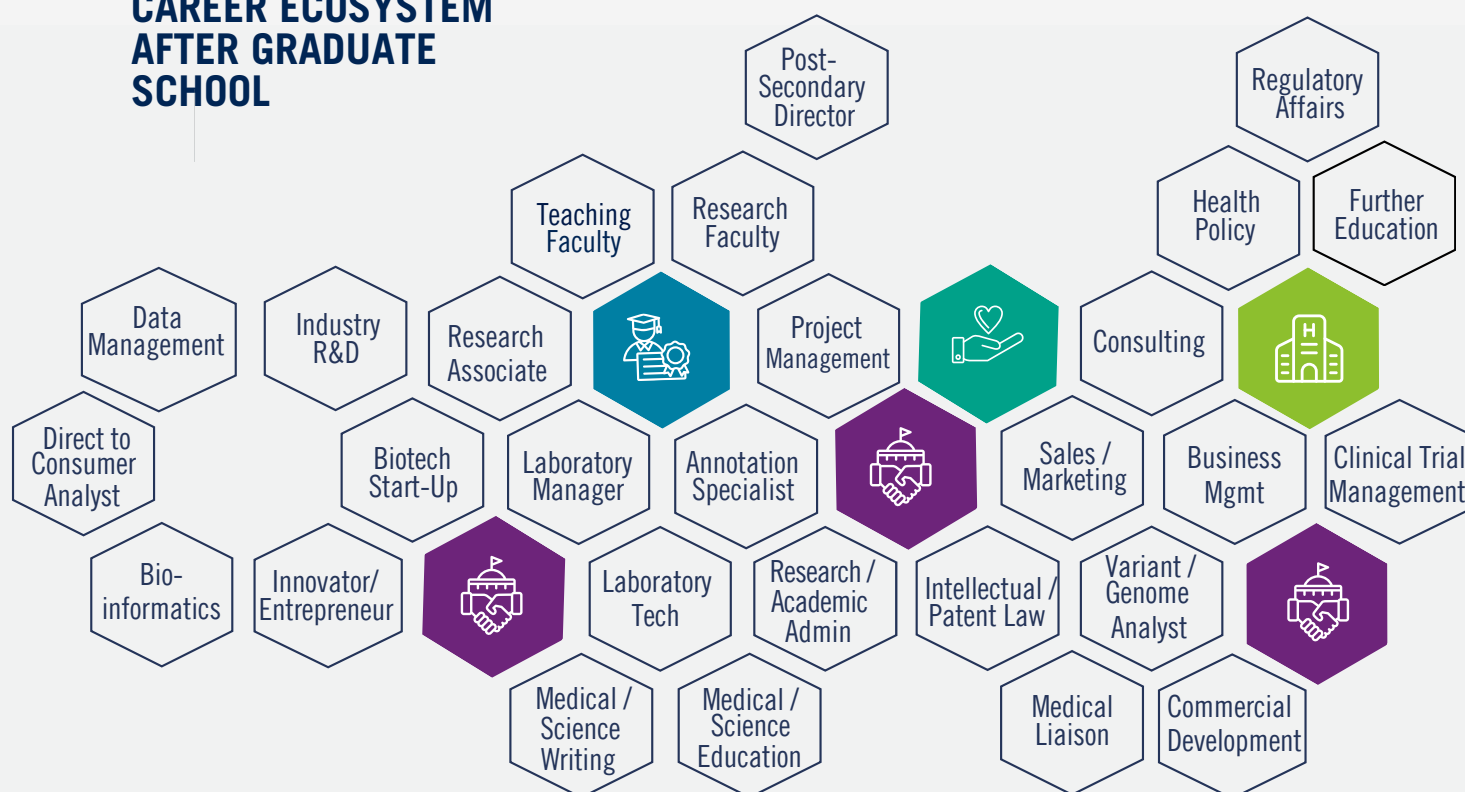 CAREER ECOSYSTEM
AFTER GRADUATE
SCHOOL
Post-
Secondary
Director
Regulatory
Affairs
Teaching
Faculty
Research
Faculty
Health
Policy
Further
Education
Data
Management
Industry
R&D
Research
Associate
Project
Management
Consulting
H
Direct to
Consumer
Analyst
Biotech
Start-Up
Laboratory
Manager
Annotation
Specialist
Sales /
Marketing
Business
Mgmt
Clinical Trial
Management
Bio-
informatics
Innovator/
Entrepreneur
Laboratory
Tech
Research /
Academic
Admin
Intellectual /
Patent Law
Variant /
Genome
Analyst
Medical /
Science
Writing
Medical /
Science
Education
Medical
Liaison
Commercial
Development